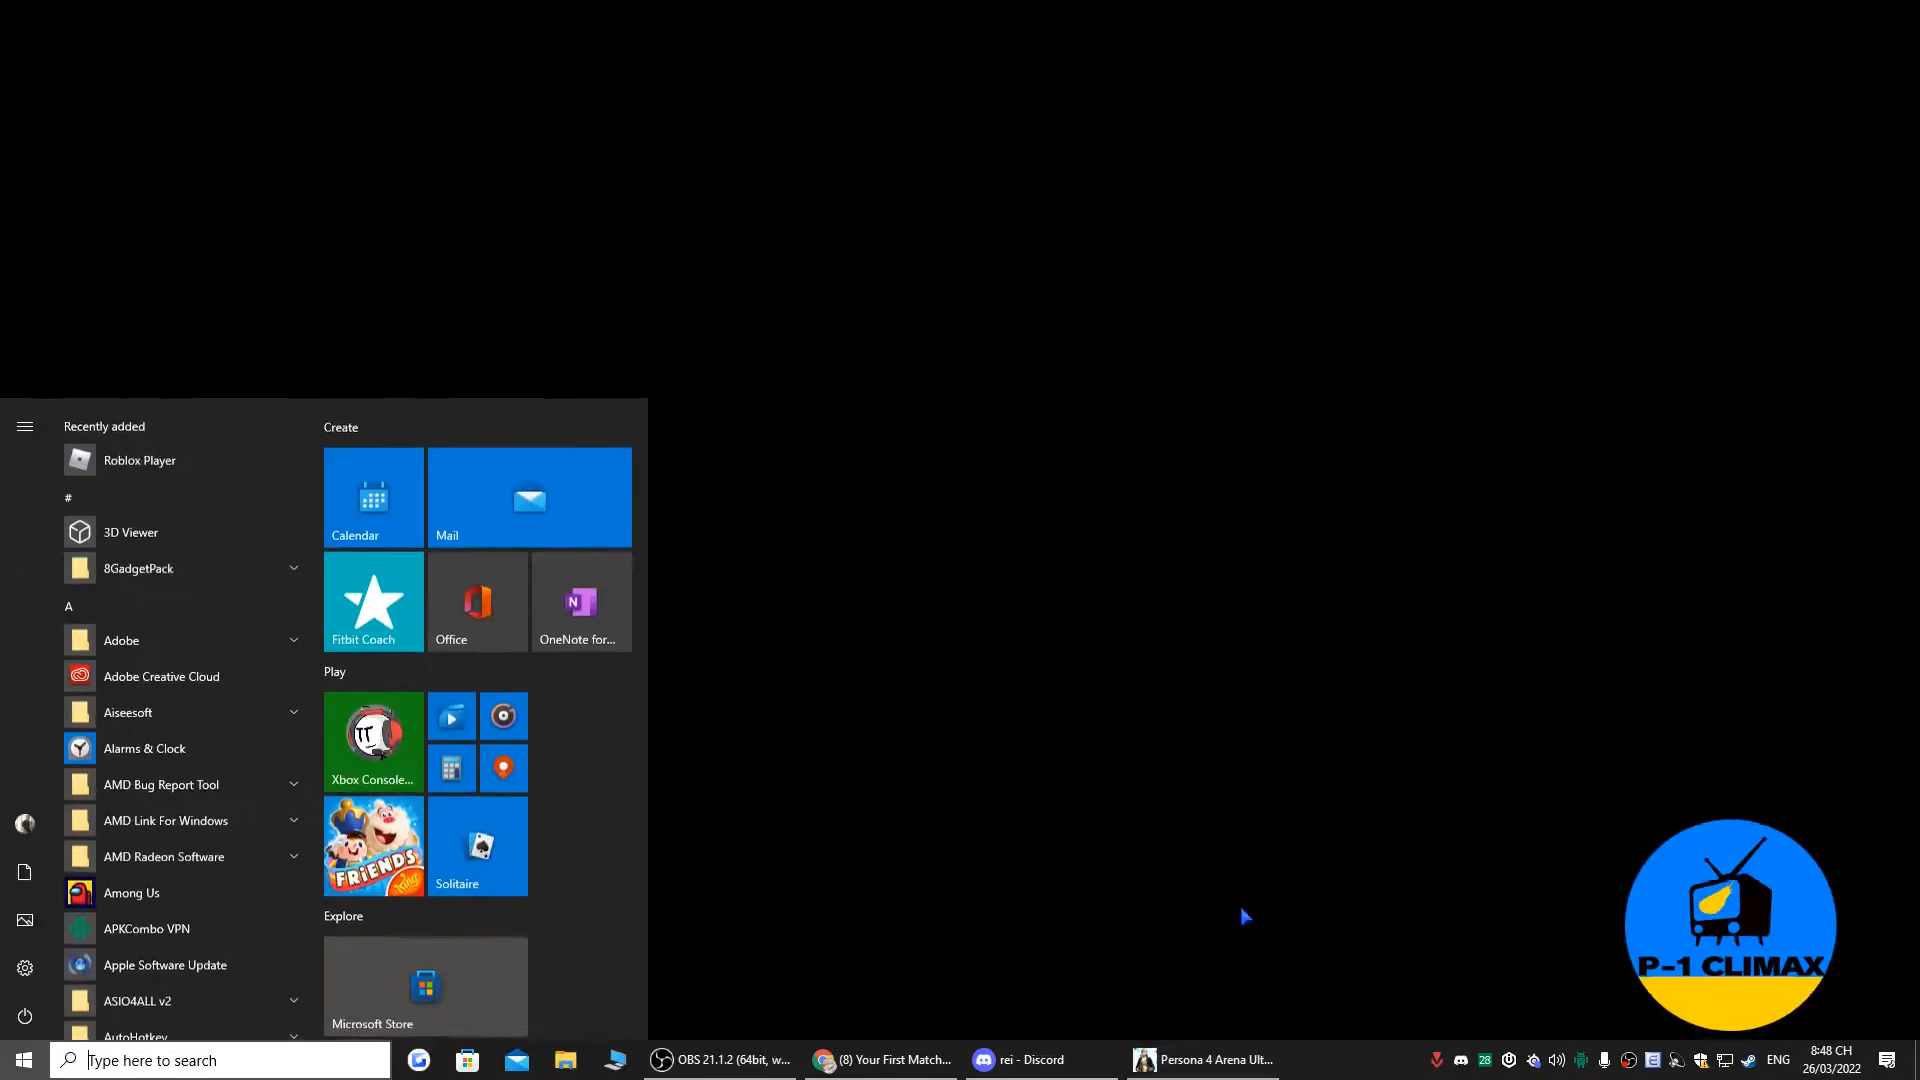 Recently added
Roblox Player
#
3D Viewer
8GadgetPack
A
Adobe
Adobe Creative Cloud
Aiseesoft
Alarms & Clock
AMD Bug Report Tool
AMD Link For Windows
AMD Radeon Software
Among Us
APKCombo VPN
Apple Software Update
ASIO4ALL v2
AutoHotkey
Create
Calendar
Mail
Fitbit Coach
Office
OneNote for...
Play
Xbox Console...
FRIENDS
King
Solitaire
Explore
Microsoft Store
P-1 CLIMAX
Type here to search
OBS 21.1.2 (64bit, w...
(8) Your First Match...
rei - Discord
Persona 4 Arena Ult...
28
ENG
8:48 CH
26/03/2022